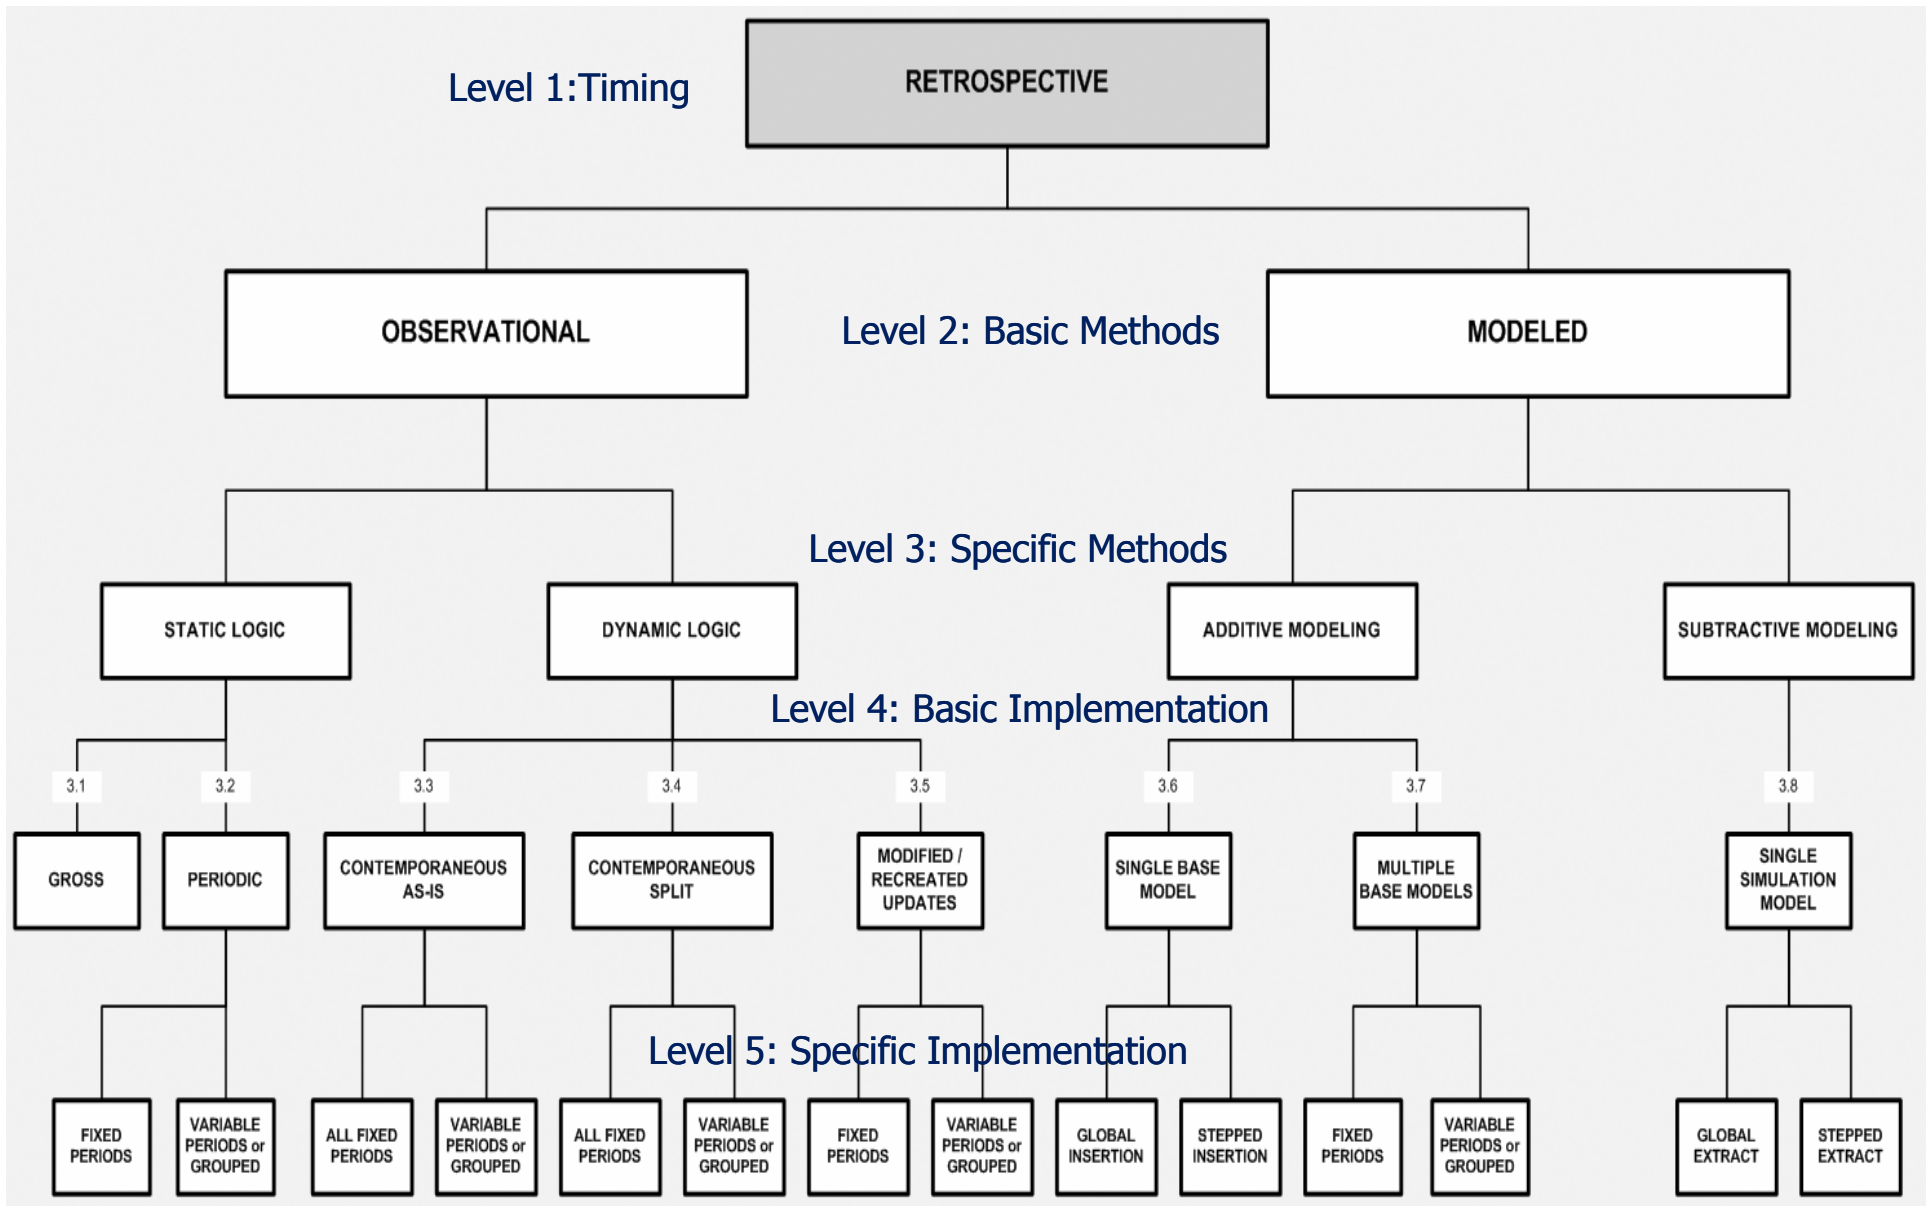 RETROSPECTIVE
Level 1:Timing
OBSERVATIONAL
Level 2: Basic Methods
MODELED
Level 3: Specific Methods
STATIC LOGIC
DYNAMIC LOGIC
ADDITIVE MODELING
SUBTRACTIVE MODELING
Level 4: Basic Implementation
3.1
3.2
3.3
3.4
3.5
3.6
3.7
3.8
GROSS
PERIODIC
CONTEMPORANEOUS
AS-IS
CONTEMPORANEOUS
SPLIT
MODIFIED /
RECREATED
UPDATES
SINGLE BASE
MODEL
MULTIPLE
BASE MODELS
SINGLE
SIMULATION
MODEL
Level 5: Specific Implementation
FIXED
PERIODS
VARIABLE
PERIODS or
GROUPED
ALL FIXED
PERIODS
VARIABLE
PERIODS or
GROUPED
ALL FIXED
PERIODS
VARIABLE
PERIODS or
GROUPED
FIXED
PERIODS
VARIABLE
PERIODS or
GROUPED
GLOBAL
INSERTION
STEPPED
INSERTION
FIXED
PERIODS
VARIABLE
PERIODS or
GROUPED
GLOBAL
EXTRACT
STEPPED
EXTRACT